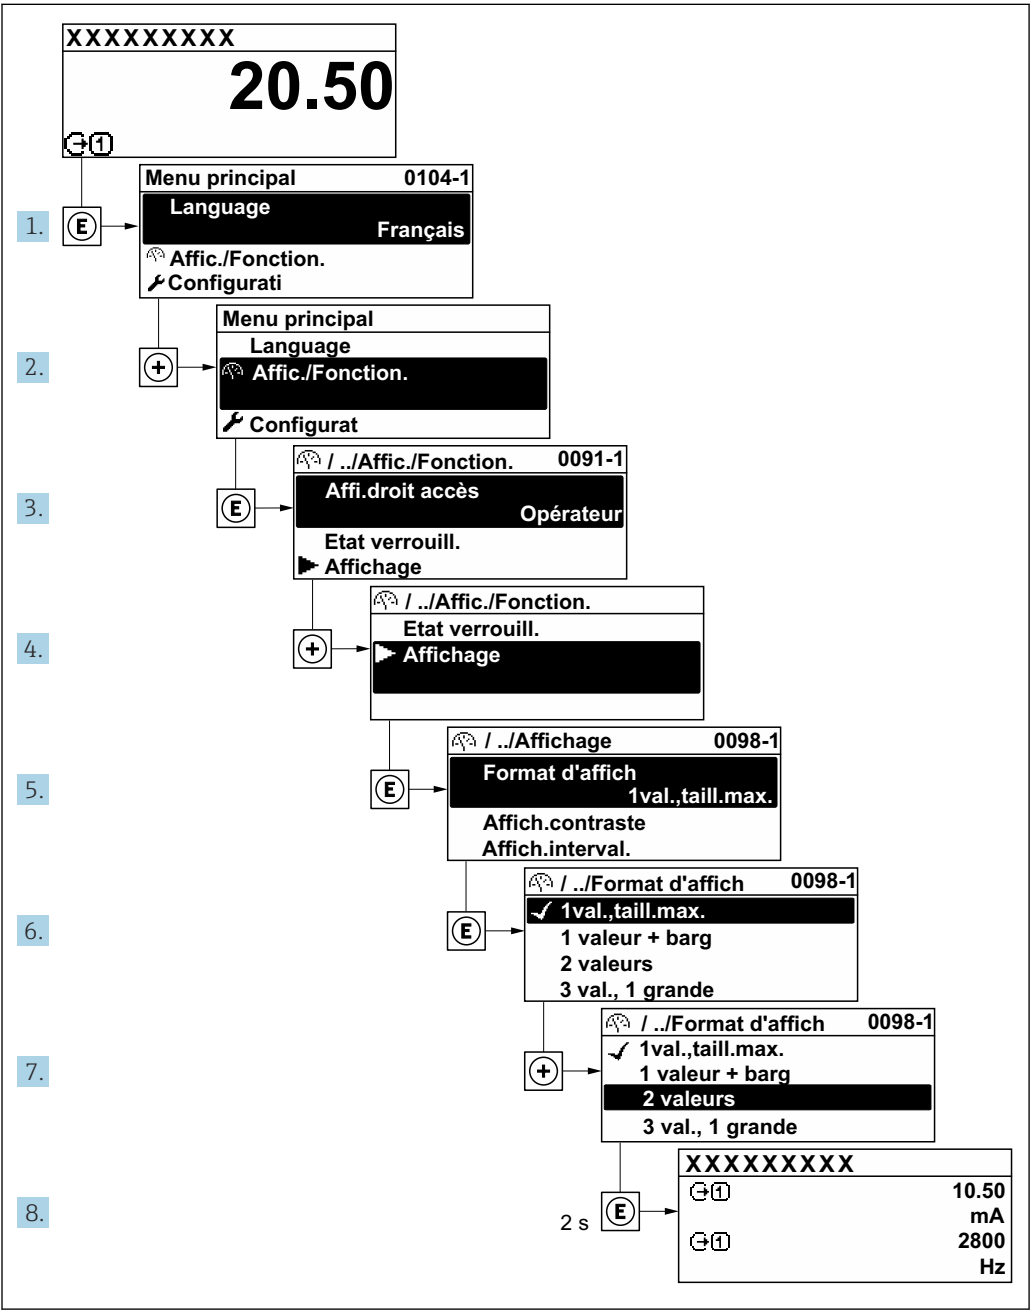 XXXXXXXXX
20.50
1
Menu principal 0104-1
Language
Français
1. E
Affic./Fonction.
Configurati
Menu principal
Language
2. +
Affic./Fonction.
Configurat
/ ../Affic./Fonction. 0091-1
Affi.droit accès
3. E
Opérateur
Etat verrouill.
Affichage
/ ../Affic./Fonction.
Etat verrouill.
4. +
Affichage
/ ../Affichage 0098-1
Format d'affich
5. E
1val.,taill.max.
Affich.contraste
Affich.interval.
/ ../Format d'affich 0098-1
1val.,taill.max.
6. E
1 valeur + barg
2 valeurs
3 val., 1 grande
/ ../Format d'affich 0098-1
1val.,taill.max.
7. +
1 valeur + barg
2 valeurs
3 val., 1 grande
XXXXXXXXX
1 10.50
8. 2 s E
mA
1 2800
Hz